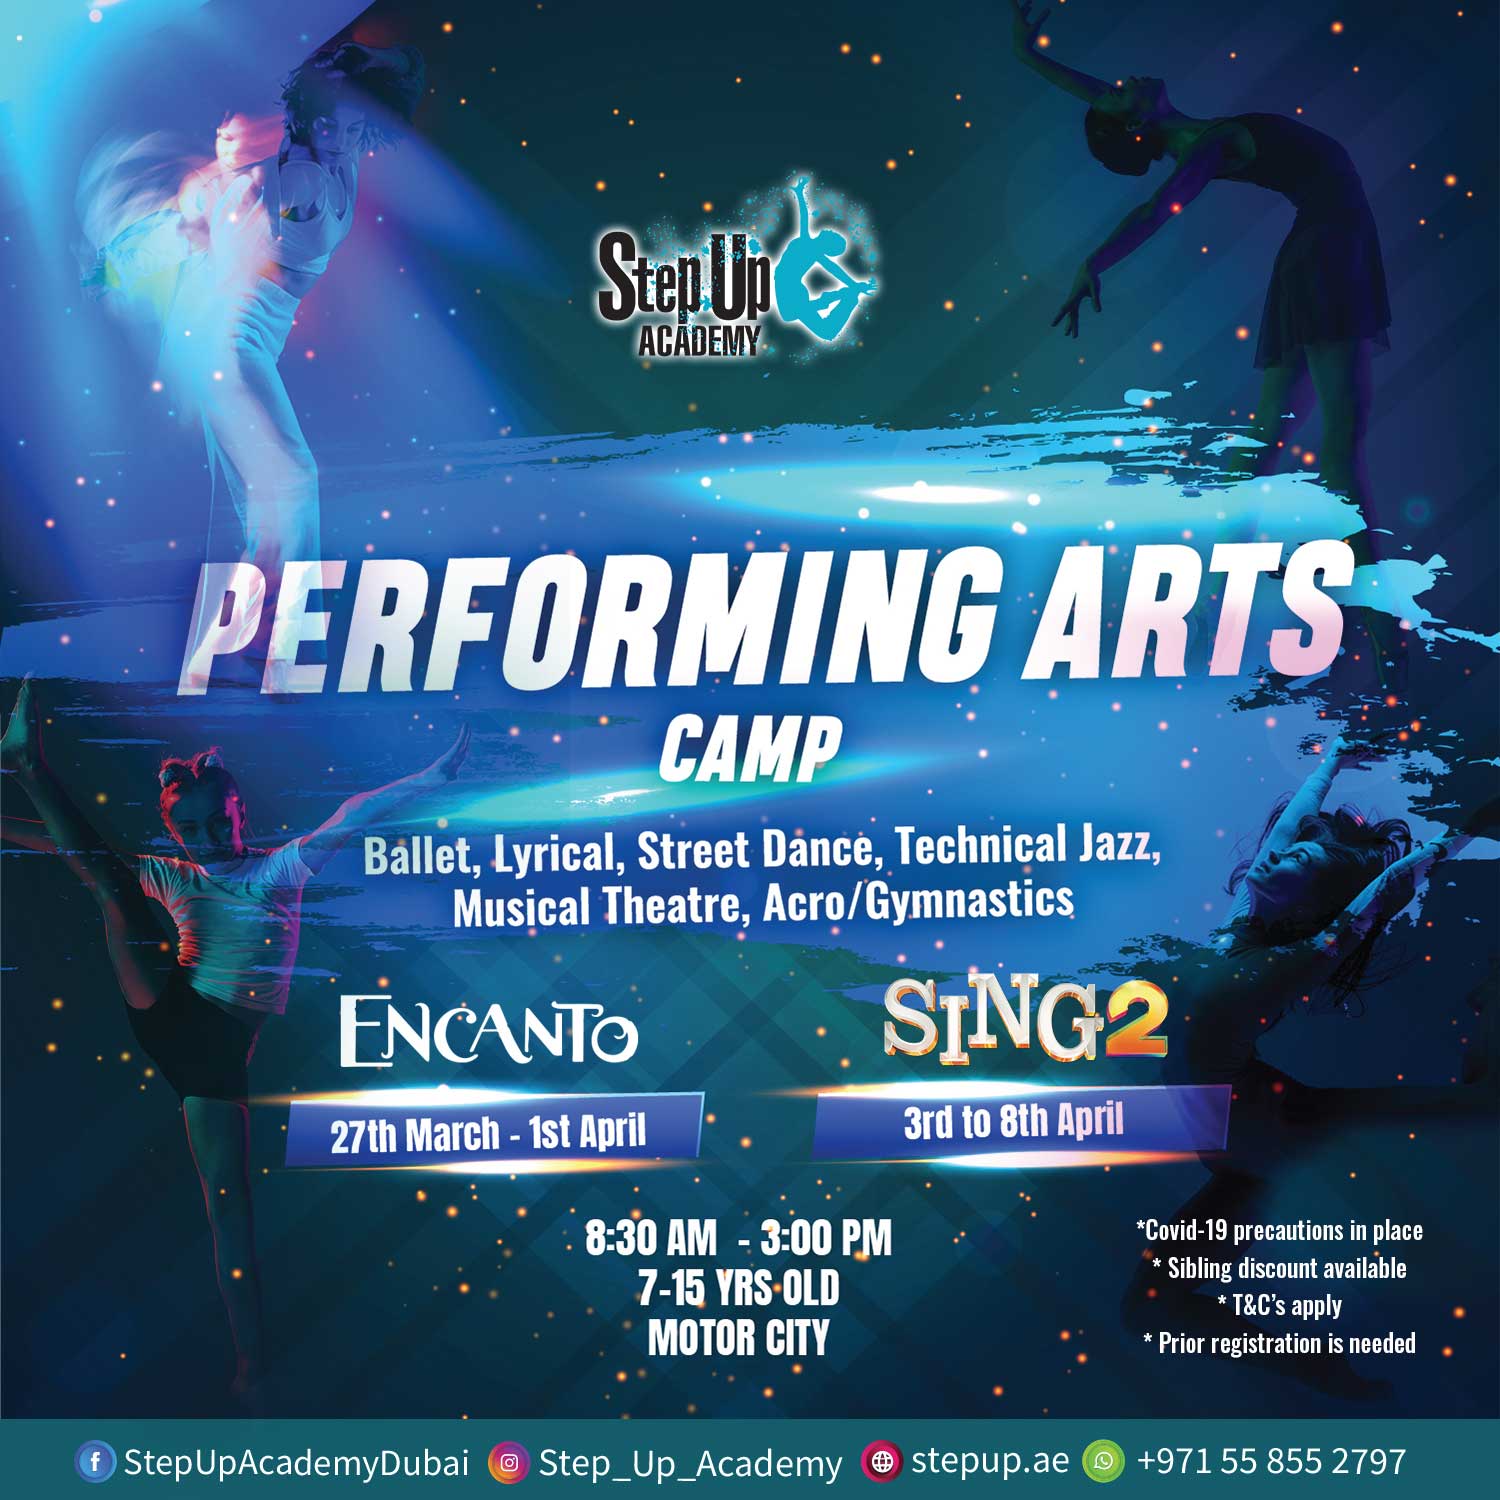 Step Up
ACADEMY
PERFORMING ARTS
CAMP
Ballet, Lyrical, Street Dance, Technical Jazz,
Musical Theatre, Acro/Gymnastics
ENCANTO
27th March - 1st April
SING2
3rd to 8th April
8:30 AM - 3:00 PM
7-15 YRS OLD
MOTOR CITY
*Covid-19 precautions in place
* Sibling discount available
* T&C's apply
* Prior registration is needed
f StepUpAcademyDubai Step_Up_Academy stepup.ae +971 55 855 2797